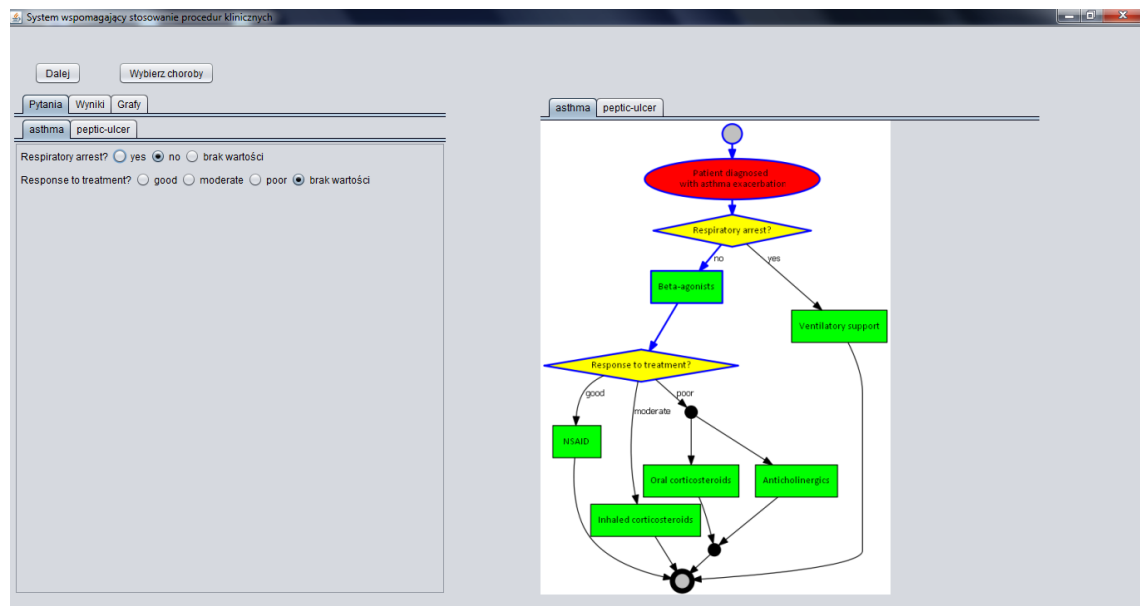 System wspomagający stosowanie procedur klinicznych
Dalej Wybierz choroby
Pytania Wyniki Grafy
asthma peptic-ulcer
Respiratory arrest? yes no brak wartości
Response to treatment? good moderate poor brak wartości
asthma peptic-ulcer
Patient diagnosed
with asthma exacerbation
Respiratory arrest?
no yes
Beta-agonists
Ventilatory support
Response to treatment?
good moderate poor
NSAID
Oral corticosteroids Anticholinergics
Inhaled corticosteroids